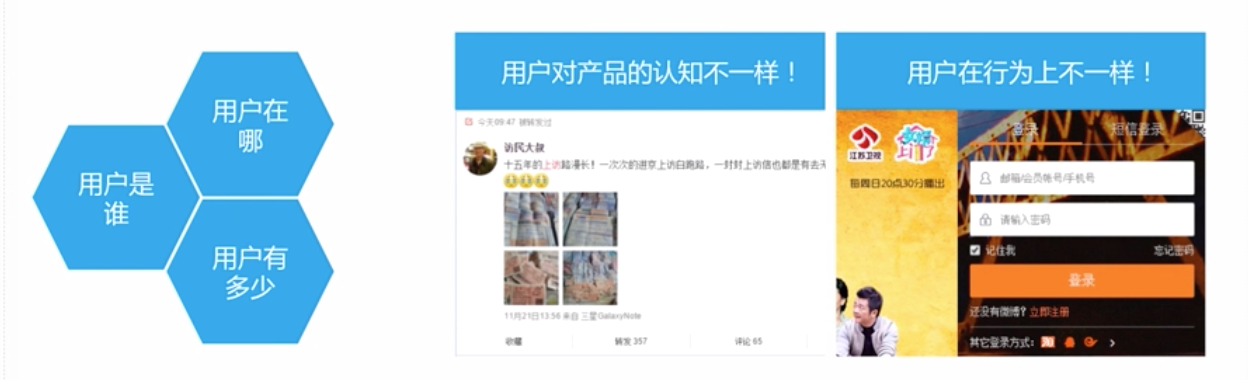 用户在
哪
用户是
谁
用户有
多少
用户对产品的认知不一样！
今天09:47 被转发过
访民大叔
十五年的上访路漫长！一次次的进京上访白跑路，一封封上访信也都是有去无
11月21日13:56 来自 三星GalaxyNote
收藏
转发 357
评论 65
用户在行为上不一样！
江苏卫视
每周日20点30分播出
登录
短信登录
邮箱/会员帐号/手机号
请输入密码
记住我
忘记密码
登录
还没有微博？立即注册
其它登录方式：